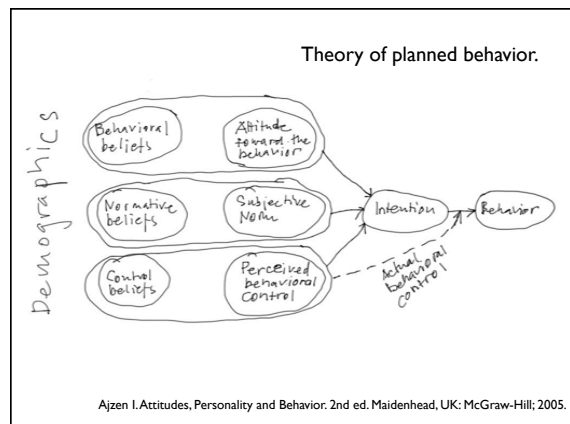 Theory of planned behavior.
Demographics
Behavioral
beliefs
Attitude
toward the
behavior
Normative
beliefs
Subjective
Norm
Control
beliefs
Perceived
behavioral
control
Intention
Behavior
Actual
behavioral
control
Ajzen I. Attitudes, Personality and Behavior. 2nd ed. Maidenhead, UK: McGraw-Hill; 2005.